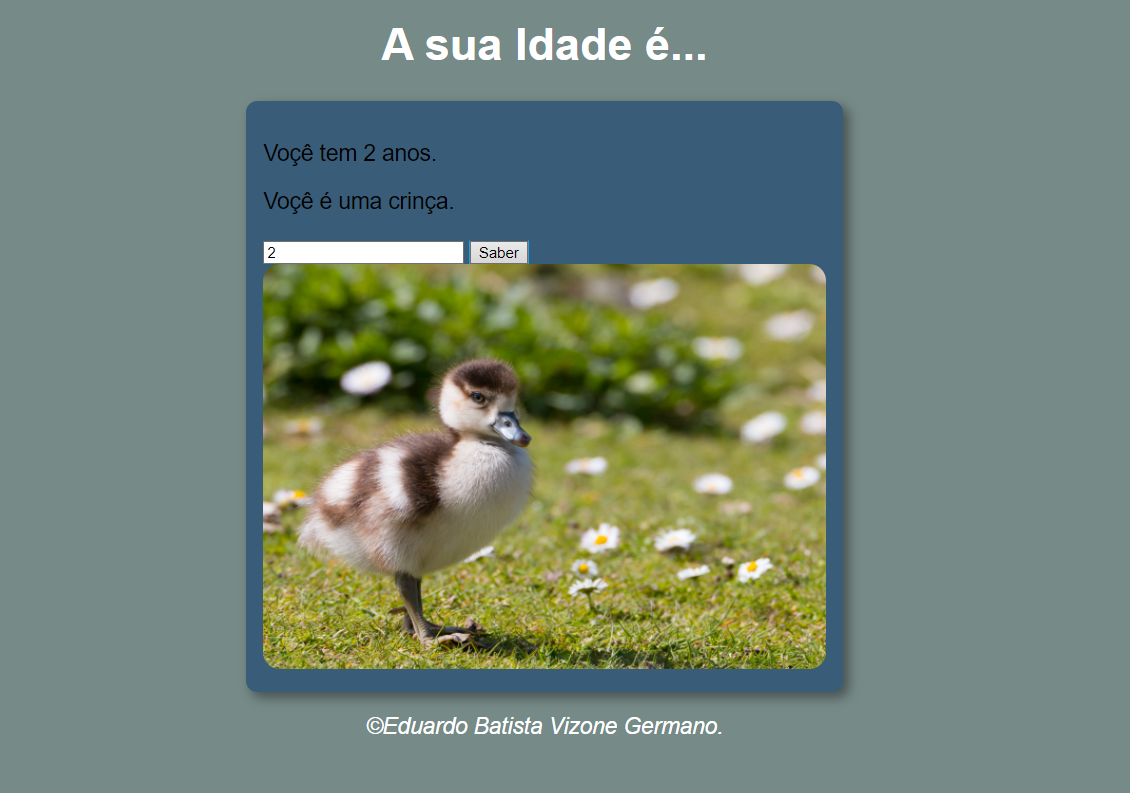 A sua Idade é...
Voçê tem 2 anos.
Voçê é uma crinça.
2 Saber
©Eduardo Batista Vizone Germano.